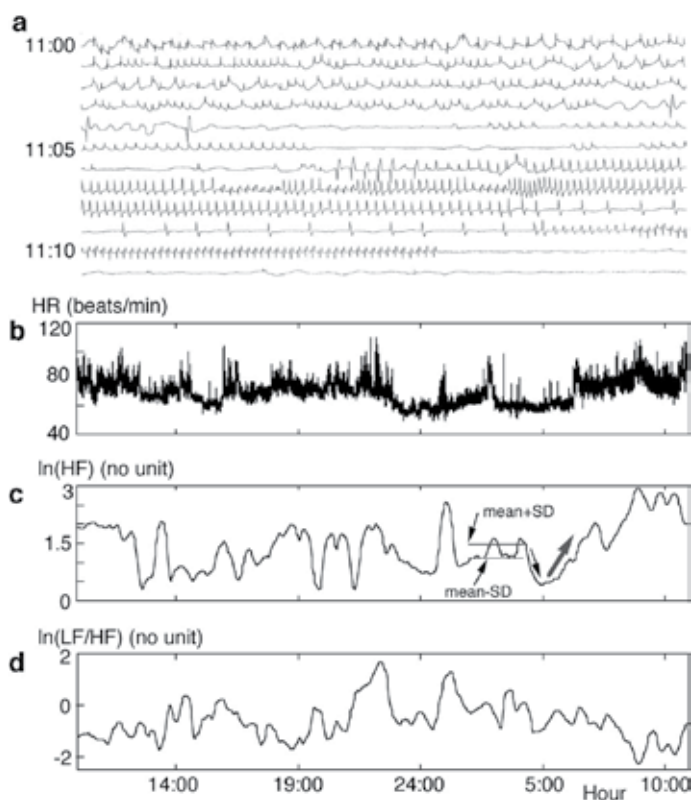 a
11:00
11:05
11:10
HR (beats/min)
b
120
80
40
ln(HF) (no unit)
c
3
1.5
0
mean+SD
mean-SD
ln(LF/HF) (no unit)
d
2
0
-2
14:00 19:00 24:00 5:00 Hour 10:00